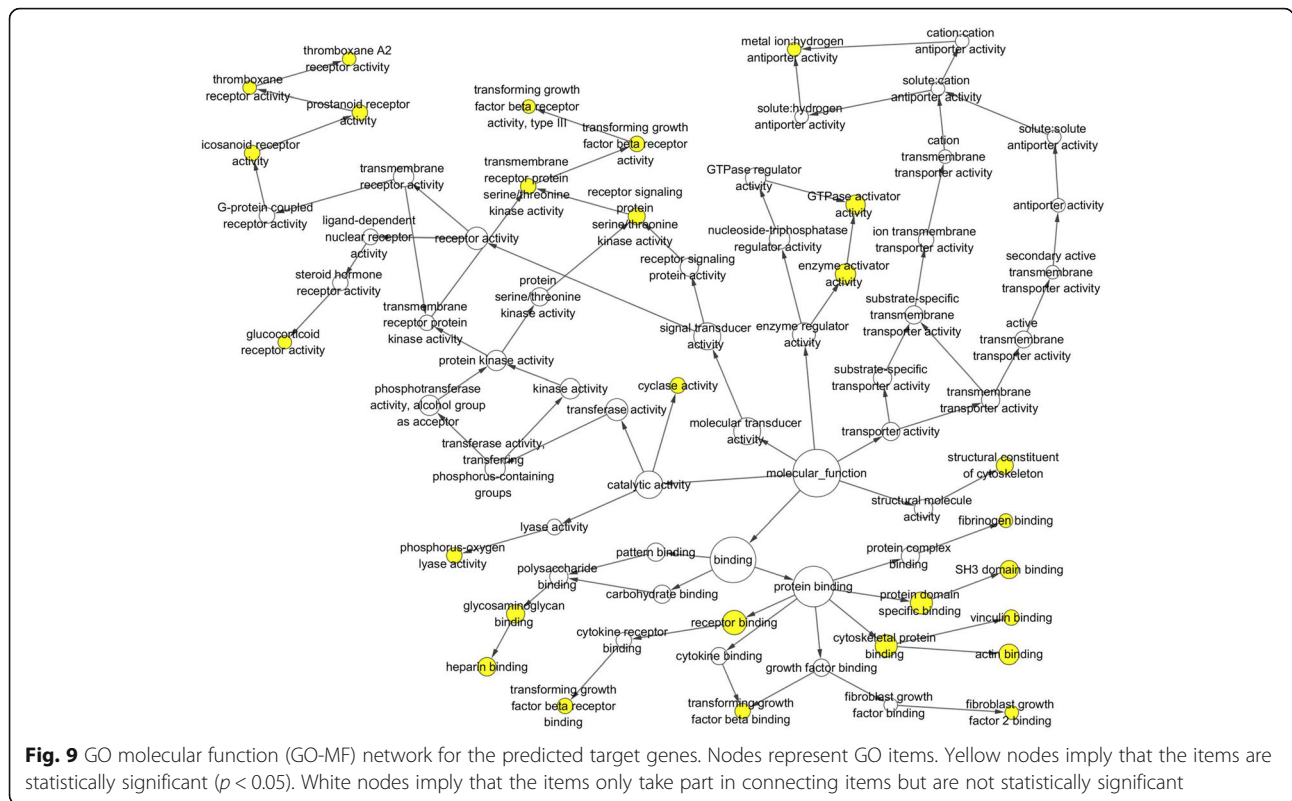 thromboxane A2
receptor activity
thromboxane
receptor activity
prostanoid receptor
activity
icosanoid receptor
activity
transmembrane
receptor activity
G-protein coupled
receptor activity
ligand-dependent
nuclear receptor
activity
receptor activity
steroid hormone
receptor activity
glucocorticoid
receptor activity
transforming growth
factor beta receptor
activity, type III
transforming growth
factor beta receptor
activity
transmembrane
receptor protein
serine/threonine
kinase activity
receptor signaling
protein
serine/threonine
kinase activity
receptor signaling
protein activity
protein
serine/threonine
kinase activity
transmembrane
receptor protein
kinase activity
protein kinase activity
phosphotransferase
activity, alcohol group
as acceptor
kinase activity
transferase activity,
transferring
phosphorus-containing
groups
transferase activity
cyclase activity
signal transducer
activity
molecular transducer
activity
catalytic activity
lyase activity
phosphorus-oxygen
lyase activity
metal ion:hydrogen
antiporter activity
cation:cation
antiporter activity
solute:cation
antiporter activity
solute:hydrogen
antiporter activity
solute:solute
antiporter activity
cation
transmembrane
transporter activity
GTPase regulator
activity
GTPase activator
activity
antiporter activity
nucleoside-triphosphatase
regulator activity
ion transmembrane
transporter activity
enzyme activator
activity
secondary active
transmembrane
transporter activity
substrate-specific
transmembrane
transporter activity
enzyme regulator
activity
active
transmembrane
transporter activity
substrate-specific
transporter activity
transmembrane
transporter activity
transporter activity
molecular_function
structural constituent
of cytoskeleton
structural molecule
activity
fibrinogen binding
protein complex
binding
SH3 domain binding
protein domain
specific binding
vinculin binding
cytoskeletal protein
binding
actin binding
binding
protein binding
pattern binding
polysaccharide
binding
carbohydrate binding
glycosaminoglycan
binding
heparin binding
receptor binding
cytokine receptor
binding
cytokine binding
growth factor binding
transforming growth
factor beta receptor
binding
transforming growth
factor beta binding
fibroblast growth
factor binding
fibroblast growth
factor 2 binding
Fig. 9 GO molecular function (GO-MF) network for the predicted target genes. Nodes represent GO items. Yellow nodes imply that the items are
statistically significant (p < 0.05). White nodes imply that the items only take part in connecting items but are not statistically significant